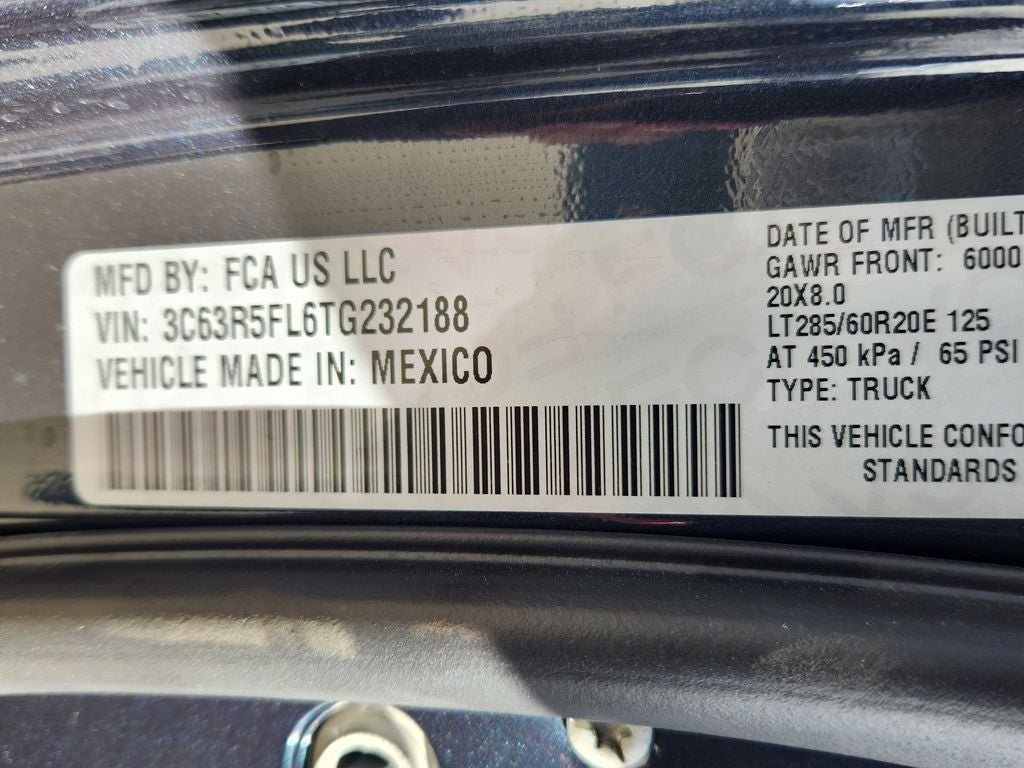 MFD BY: FCA US LLC
VIN: 3C63R5FL6TG232188
VEHICLE MADE IN: MEXICO
DATE OF MFR (BUILT
GAWR FRONT: 6000
20X8.0
LT285/60R20E 125
AT 450 kPa / 65 PSI
TYPE: TRUCK
THIS VEHICLE CONFO
STANDARDS